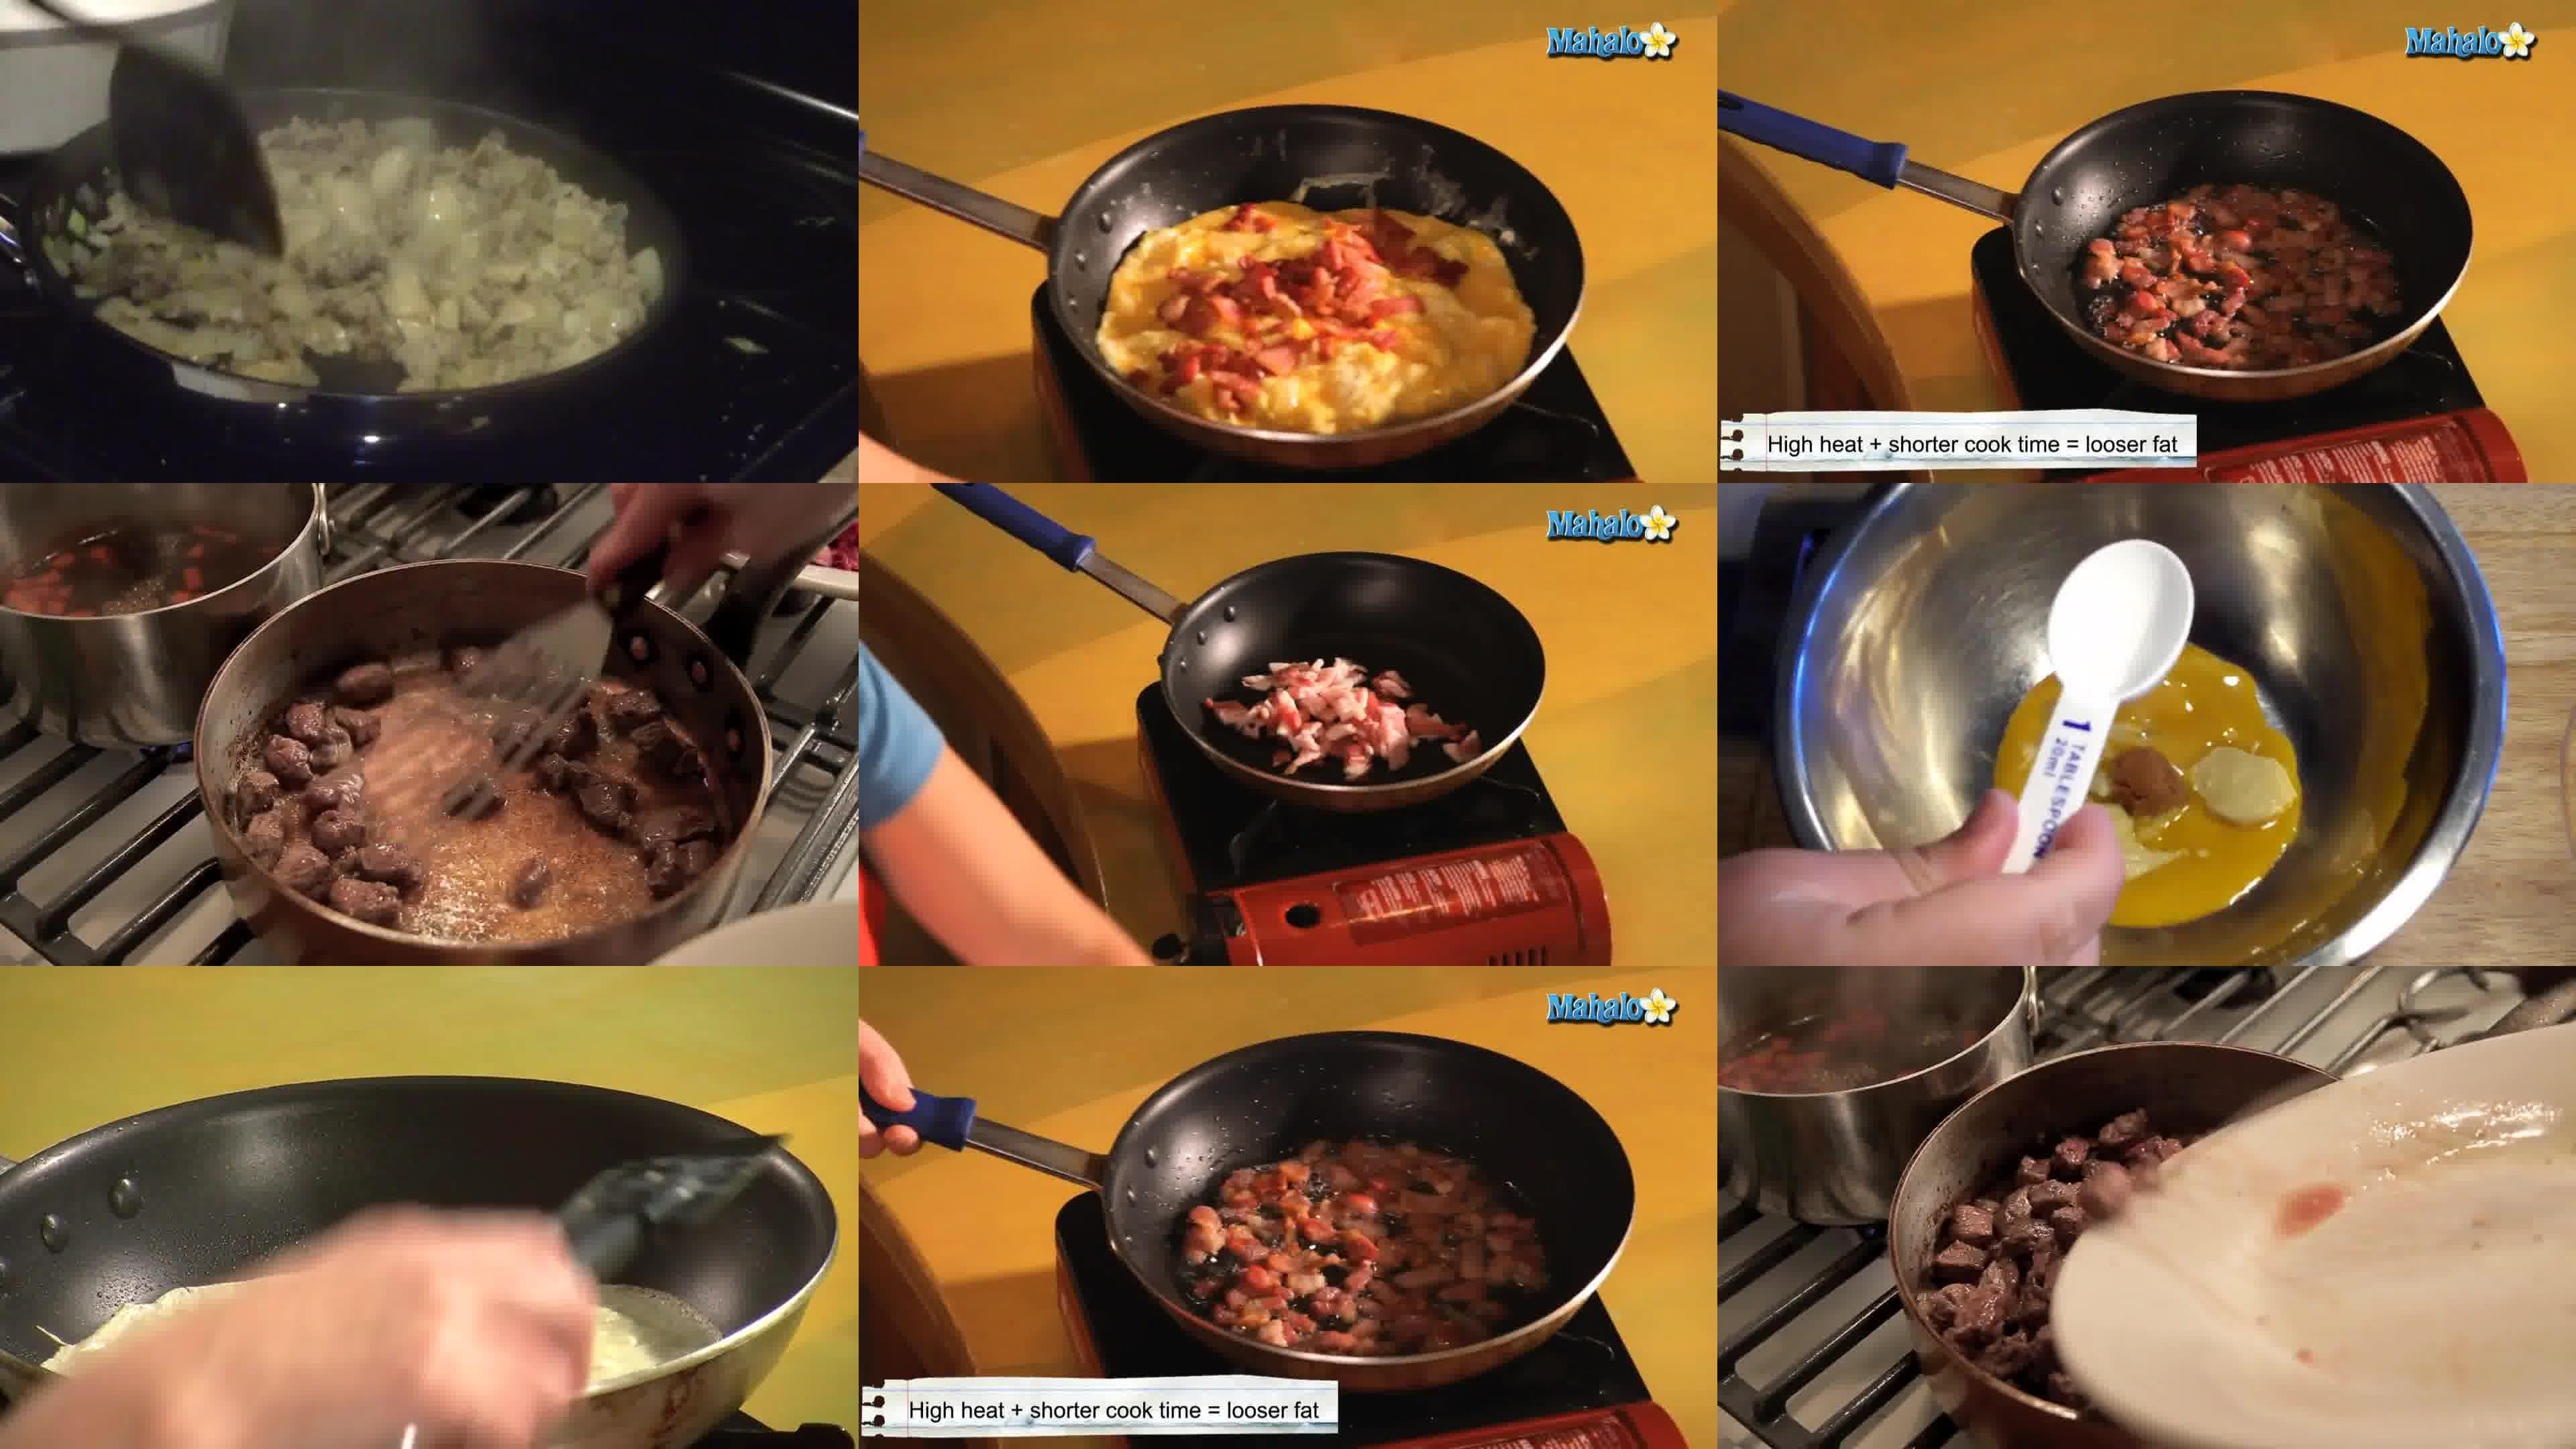 Mahalo
Mahalo
High heat + shorter cook time = looser fat
Mahalo
1 TABLESPOON
20ml
Mahalo
High heat + shorter cook time = looser fat